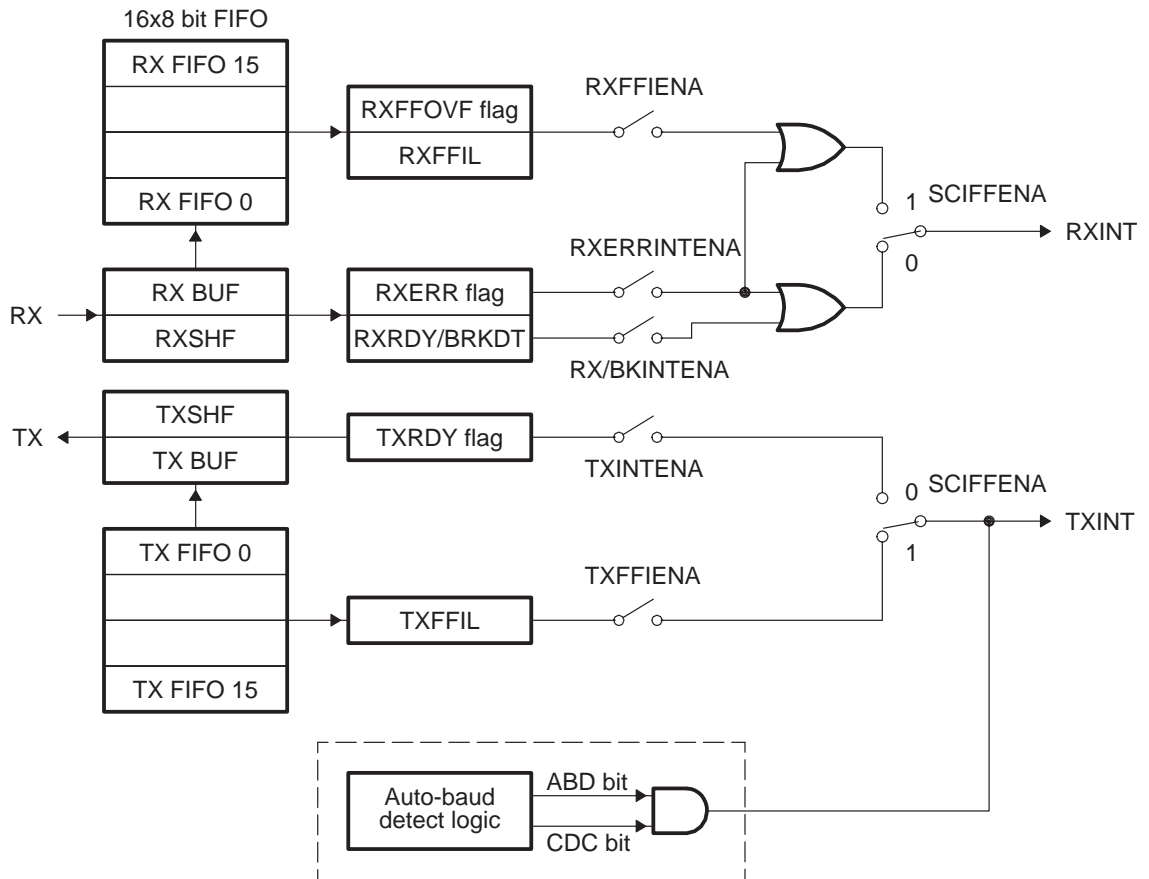 16x8 bit FIFO
RX FIFO 15
RX FIFO 0
RXFFOVF flag
RXFFIL
RXFFIENA
1 SCIFFENA
0
RXINT
RX
RX BUF
RXSHF
RXERR flag
RXRDY/BRKDT
RXERRINTENA
RX/BKINTENA
TX
TXSHF
TX BUF
TXRDY flag
TXINTENA
0 SCIFFENA
1
TXINT
TX FIFO 0
TX FIFO 15
TXFFIL
TXFFIENA
Auto-baud
detect logic
ABD bit
CDC bit